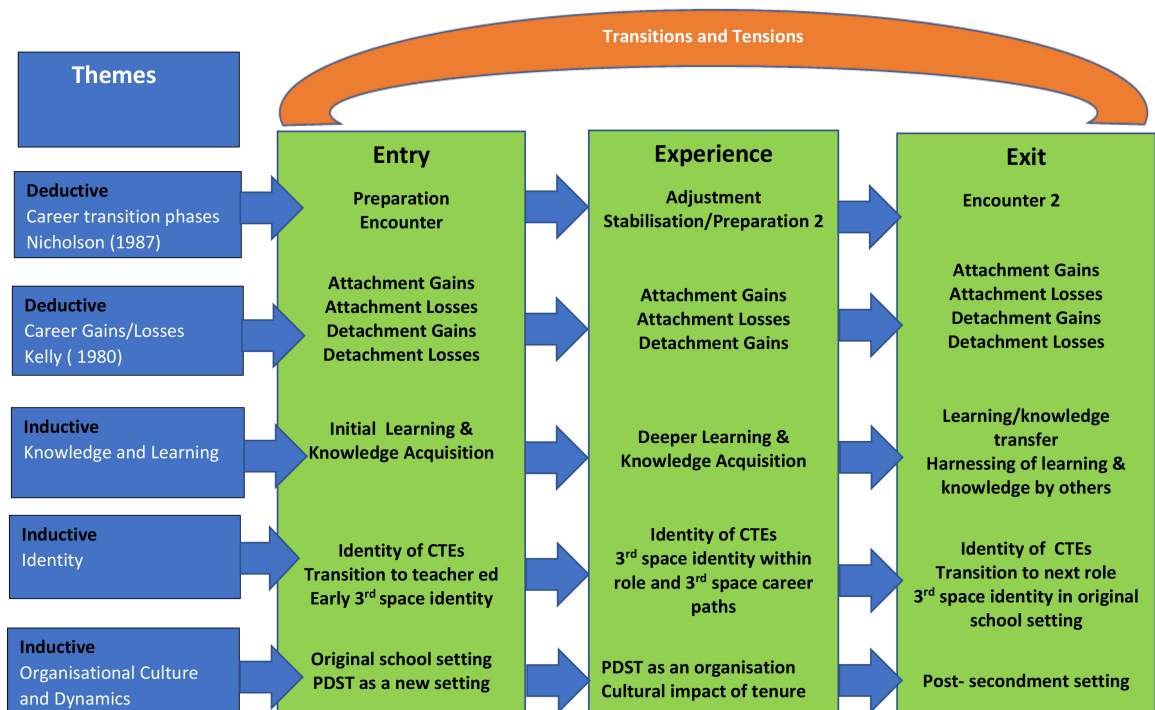 Transitions and Tensions
Themes
Entry
Experience
Exit
Deductive
Career transition phases
Nicholson (1987)
Preparation
Encounter
Adjustment
Stabilisation/Preparation 2
Encounter 2
Deductive
Career Gains/Losses
Kelly ( 1980)
Attachment Gains
Attachment Losses
Detachment Gains
Detachment Losses
Attachment Gains
Attachment Losses
Detachment Gains
Attachment Gains
Attachment Losses
Detachment Gains
Detachment Losses
Inductive
Knowledge and Learning
Initial Learning &
Knowledge Acquisition
Deeper Learning &
Knowledge Acquisition
Learning/knowledge
transfer
Harnessing of learning &
knowledge by others
Inductive
Identity
Identity of CTEs
Transition to teacher ed
Early 3rd space identity
Identity of CTEs
3rd space identity within
role and 3rd space career
paths
Identity of CTEs
Transition to next role
3rd space identity in original
school setting
Inductive
Organisational Culture
and Dynamics
Original school setting
PDST as a new setting
PDST as an organisation
Cultural impact of tenure
Post- secondment setting